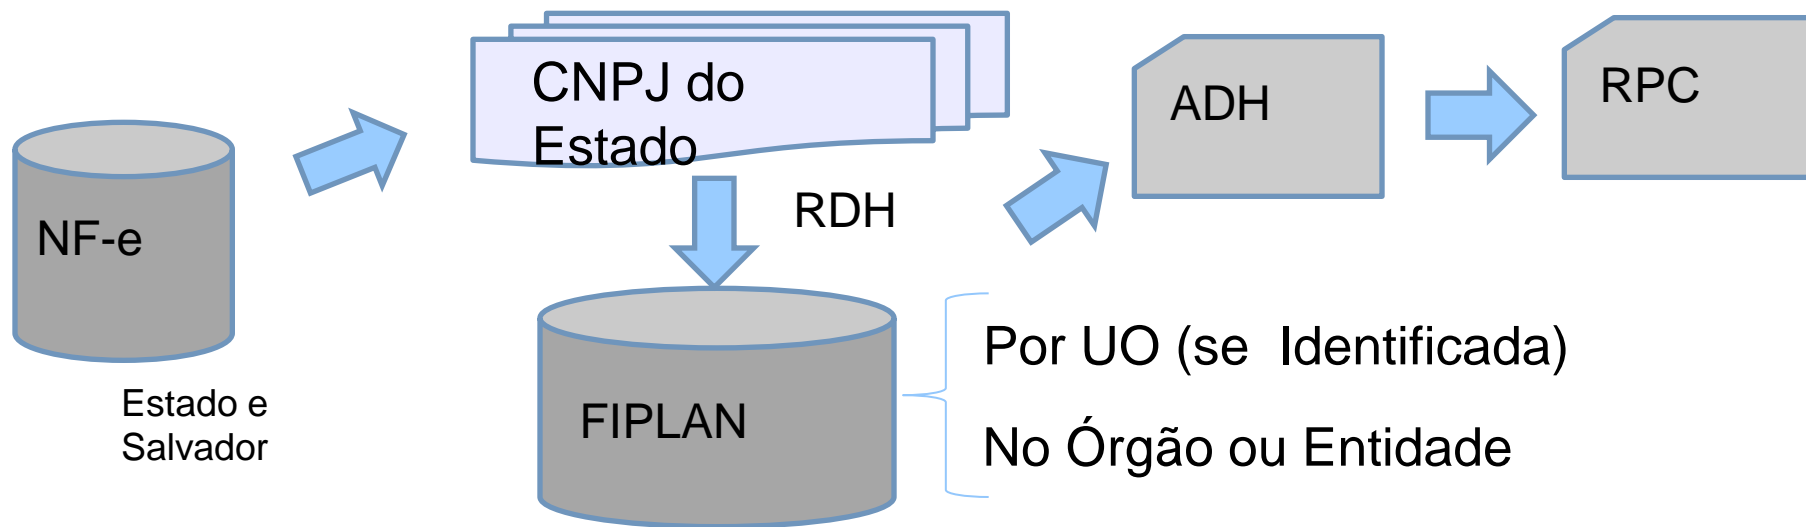 NF-e
Estado e
Salvador
CNPJ do
Estado
RDH
FIPLAN
Por UO (se  Identificada)
No Órgão ou Entidade
ADH
RPC